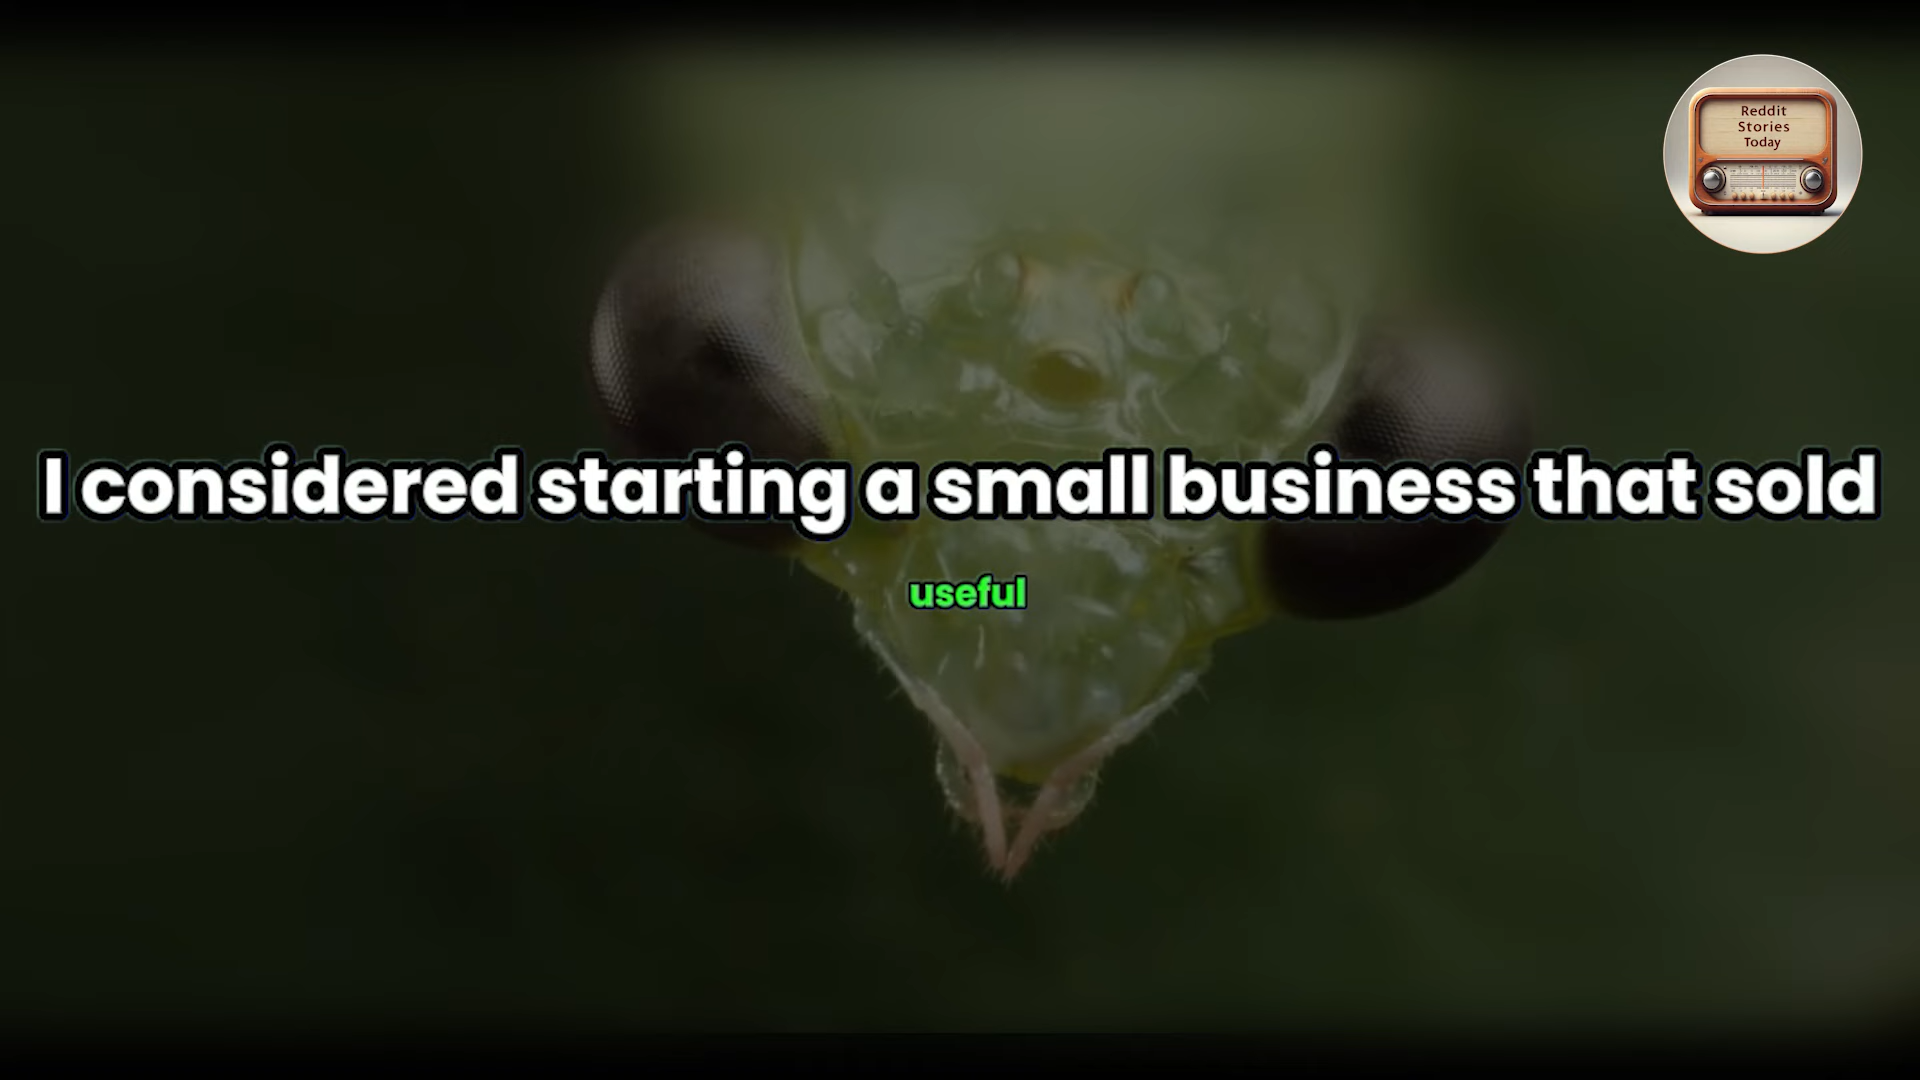 Reddit
Stories
Today
I considered starting a small business that sold
useful